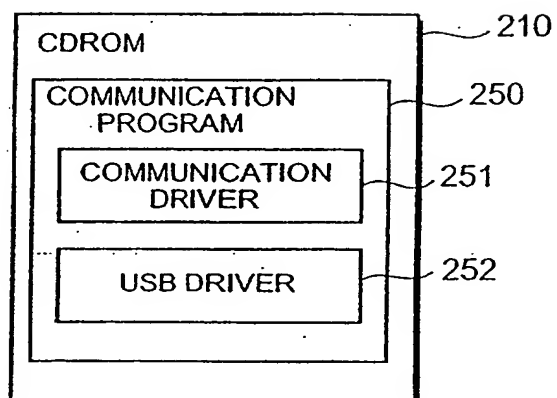 CDROM
210
COMMUNICATION
PROGRAM
250
COMMUNICATION
DRIVER
251
USB DRIVER
252